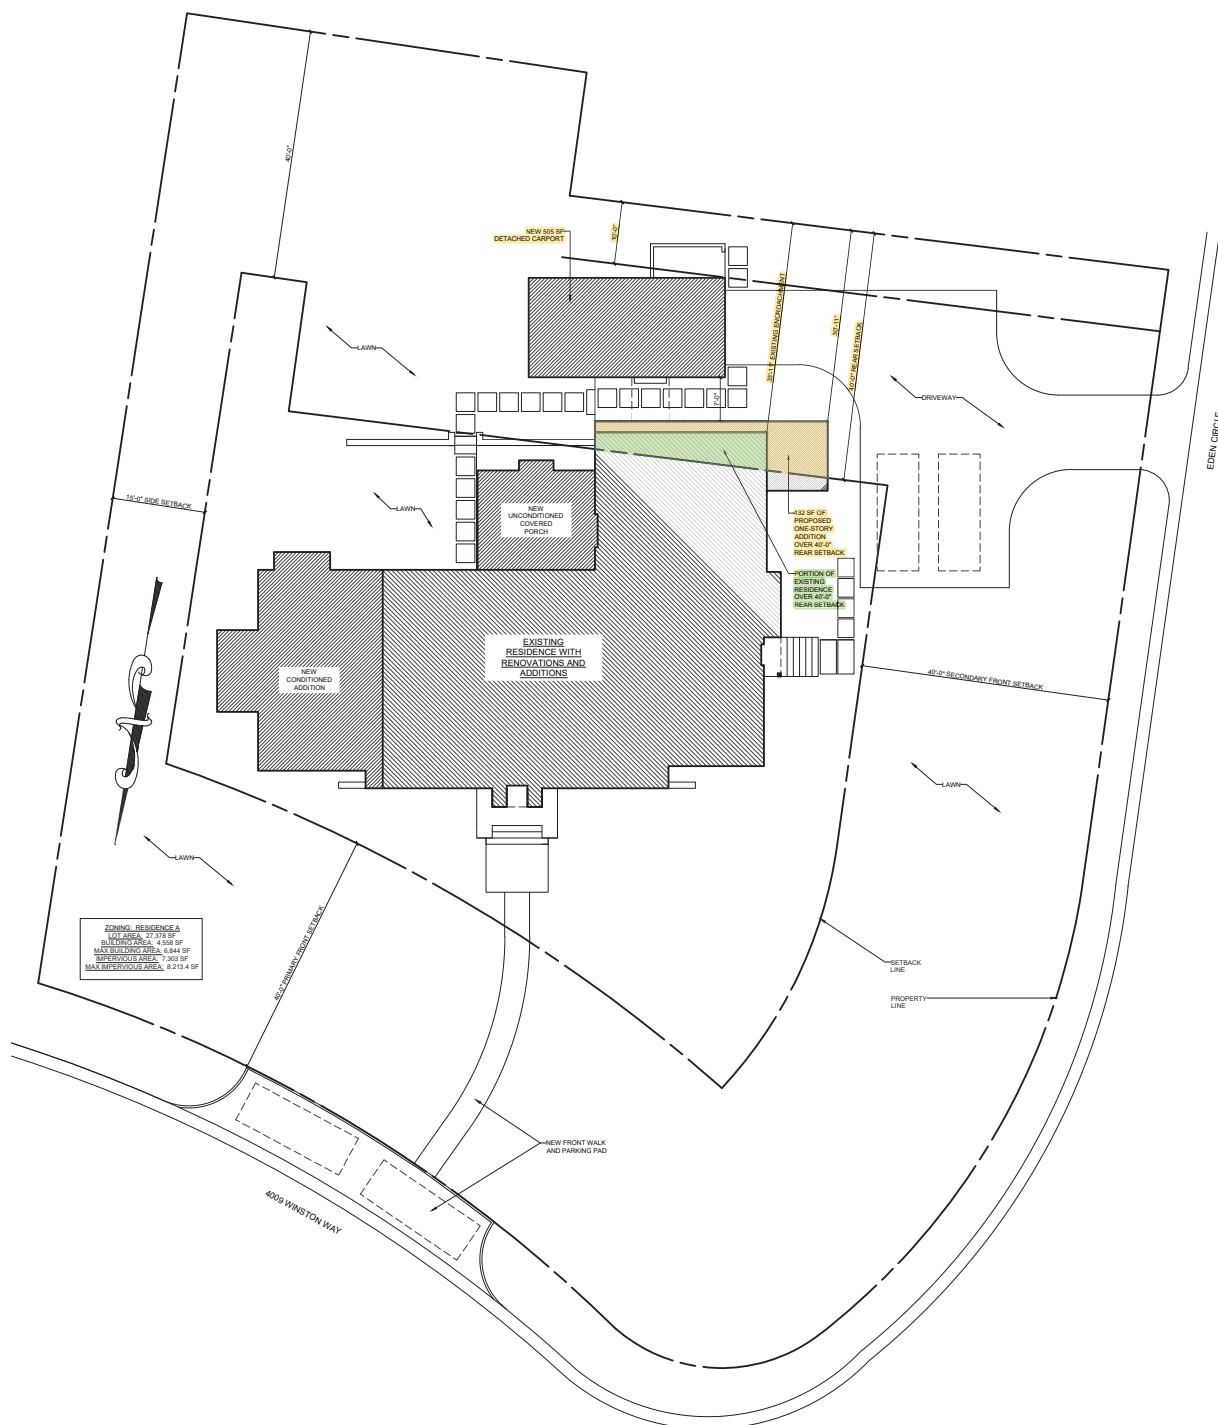 40'-0"
NEW 505 SF
DETACHED CARPORT
10'-0"
33'-11" EXISTING ENCROACHMENT
30'-11"
40'-0" REAR SETBACK
LAWN
7'-0"
DRIVEWAY
EDEN CIRCLE
15'-0" SIDE SETBACK
LAWN
NEW
UNCONDITIONED
COVERED
PORCH
132 SF OF
PROPOSED
ONE-STORY
ADDITION
OVER 40'-0"
REAR SETBACK
PORTION OF
EXISTING
RESIDENCE
OVER 40'-0"
REAR SETBACK
EXISTING
RESIDENCE WITH
RENOVATIONS AND
ADDITIONS
NEW
CONDITIONED
ADDITION
40'-0" SECONDARY FRONT SETBACK
LAWN
LAWN
ZONING: RESIDENCE A
LOT AREA: 27,378 SF
BUILDING AREA: 4,558 SF
MAX BUILDING AREA: 6,844 SF
IMPERVIOUS AREA: 7,303 SF
MAX IMPERVIOUS AREA: 8,213.4 SF
40'-0" PRIMARY FRONT SETBACK
SETBACK
LINE
PROPERTY
LINE
NEW FRONT WALK
AND PARKING PAD
4009 WINSTON WAY